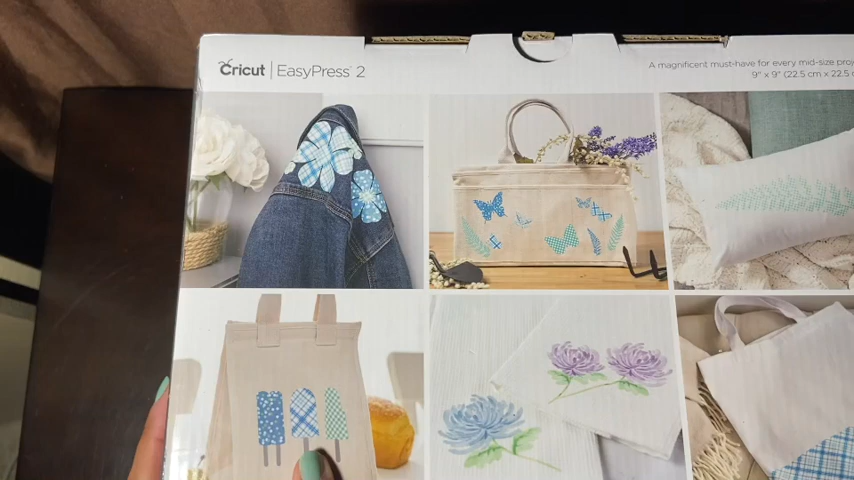 Cricut | EasyPress 2
A magnificent must-have for every mid-size
9" x 9" (22.5 cm x 22.5